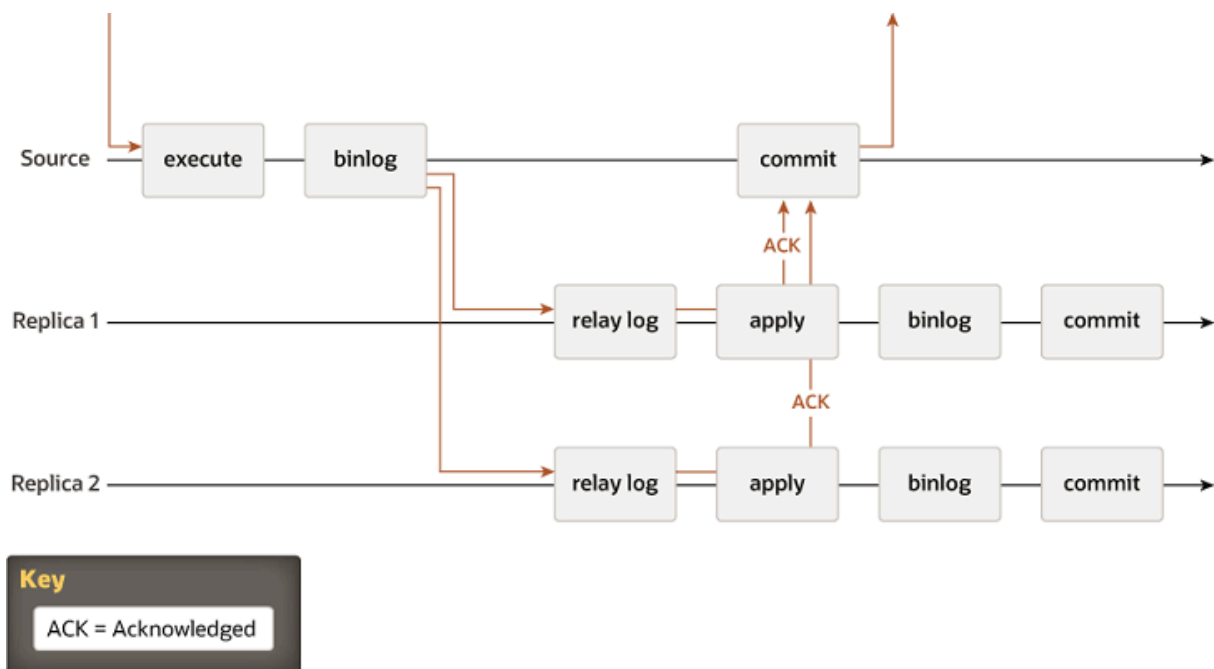 Source
execute
binlog
commit
ACK
Replica 1
relay log
apply
binlog
commit
ACK
Replica 2
relay log
apply
binlog
commit
Key
ACK = Acknowledged